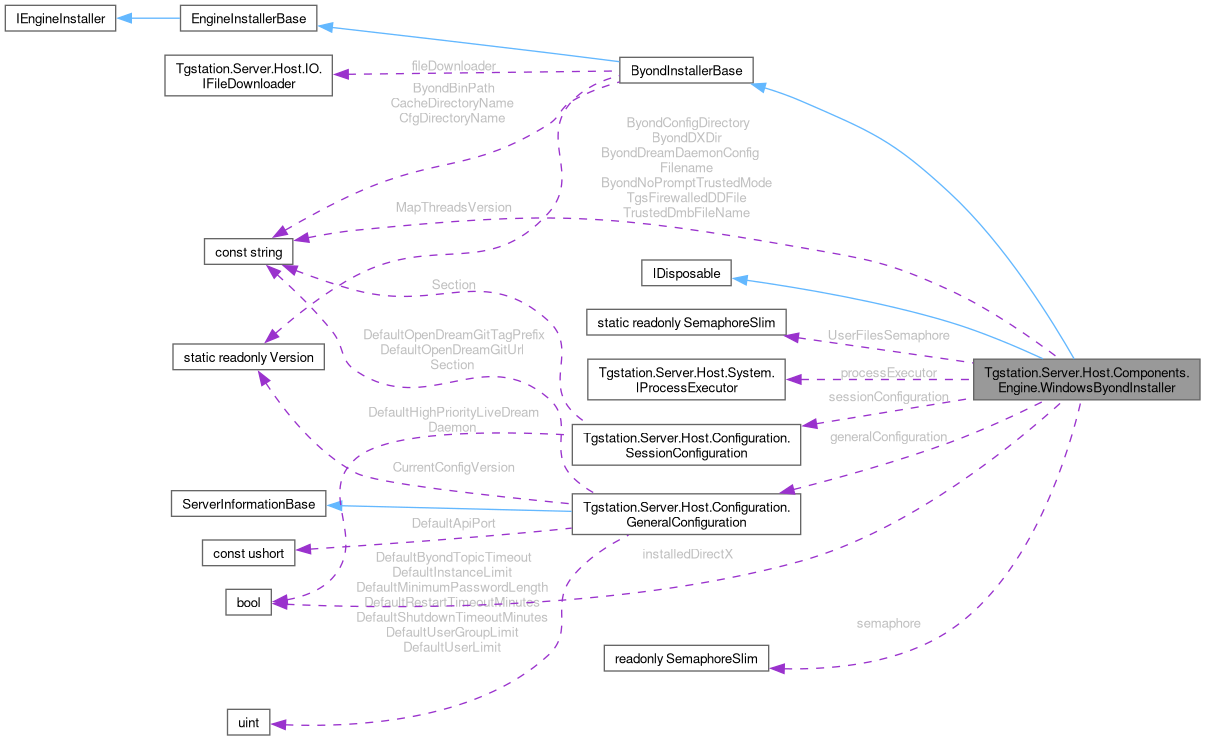 IEngineInstaller
EngineInstallerBase
Tgstation.Server.Host.IO.
IFileDownloader
fileDownloader
ByondInstallerBase
ByondBinPath
CacheDirectoryName
CfgDirectoryName
ByondConfigDirectory
ByondDXDir
ByondDreamDaemonConfig
Filename
ByondNoPromptTrustedMode
TgsFirewalledDDFile
TrustedDmbFileName
MapThreadsVersion
const string
IDisposable
Section
static readonly SemaphoreSlim
UserFilesSemaphore
DefaultOpenDreamGitTagPrefix
DefaultOpenDreamGitUrl
Section
static readonly Version
Tgstation.Server.Host.System.
IProcessExecutor
processExecutor
Tgstation.Server.Host.Components.
Engine.WindowsByondInstaller
sessionConfiguration
DefaultHighPriorityLiveDream
Daemon
Tgstation.Server.Host.Configuration.
SessionConfiguration
generalConfiguration
CurrentConfigVersion
ServerInformationBase
Tgstation.Server.Host.Configuration.
GeneralConfiguration
DefaultApiPort
const ushort
installedDirectX
DefaultByondTopicTimeout
DefaultInstanceLimit
DefaultMinimumPasswordLength
DefaultRestartTimeoutMinutes
DefaultShutdownTimeoutMinutes
DefaultUserGroupLimit
DefaultUserLimit
bool
semaphore
readonly SemaphoreSlim
uint